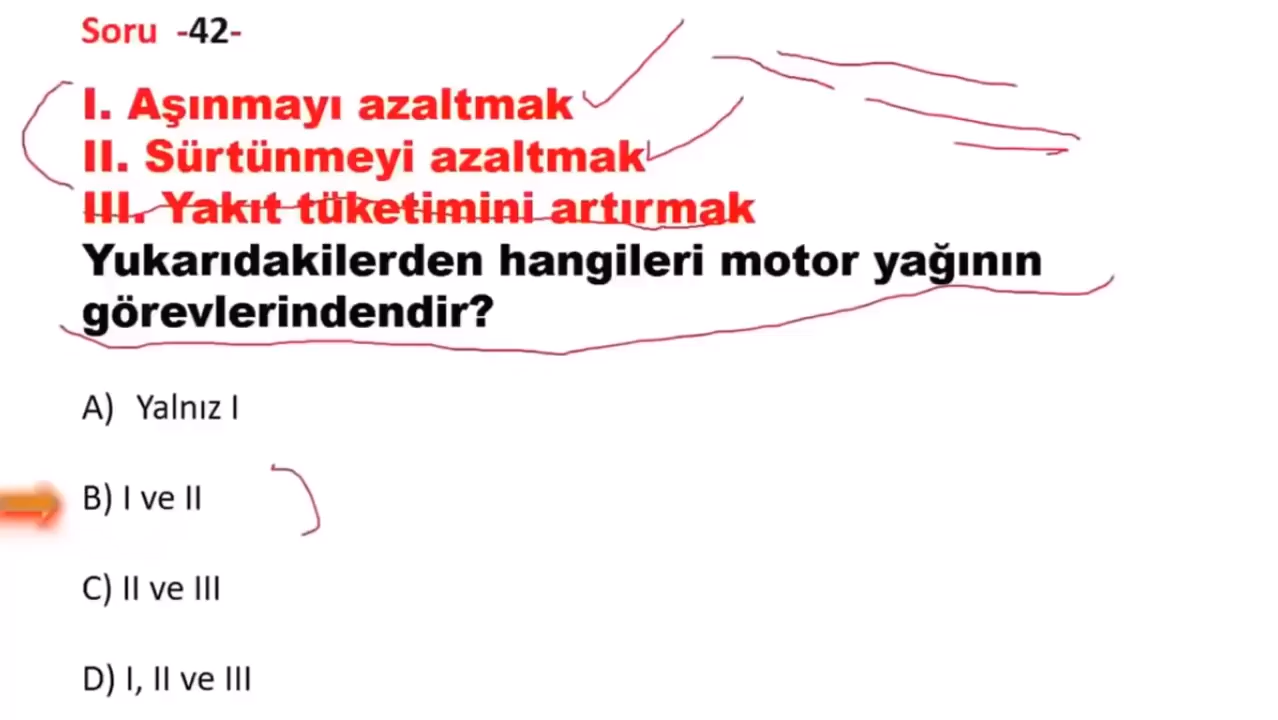 Soru -42-
I. Aşınmayı azaltmak
II. Sürtünmeyi azaltmak
III. Yakıt tüketimini artırmak
Yukarıdakilerden hangileri motor yağının
görevlerindendir?
A) Yalnız I
B) I ve II
C) II ve III
D) I, II ve III